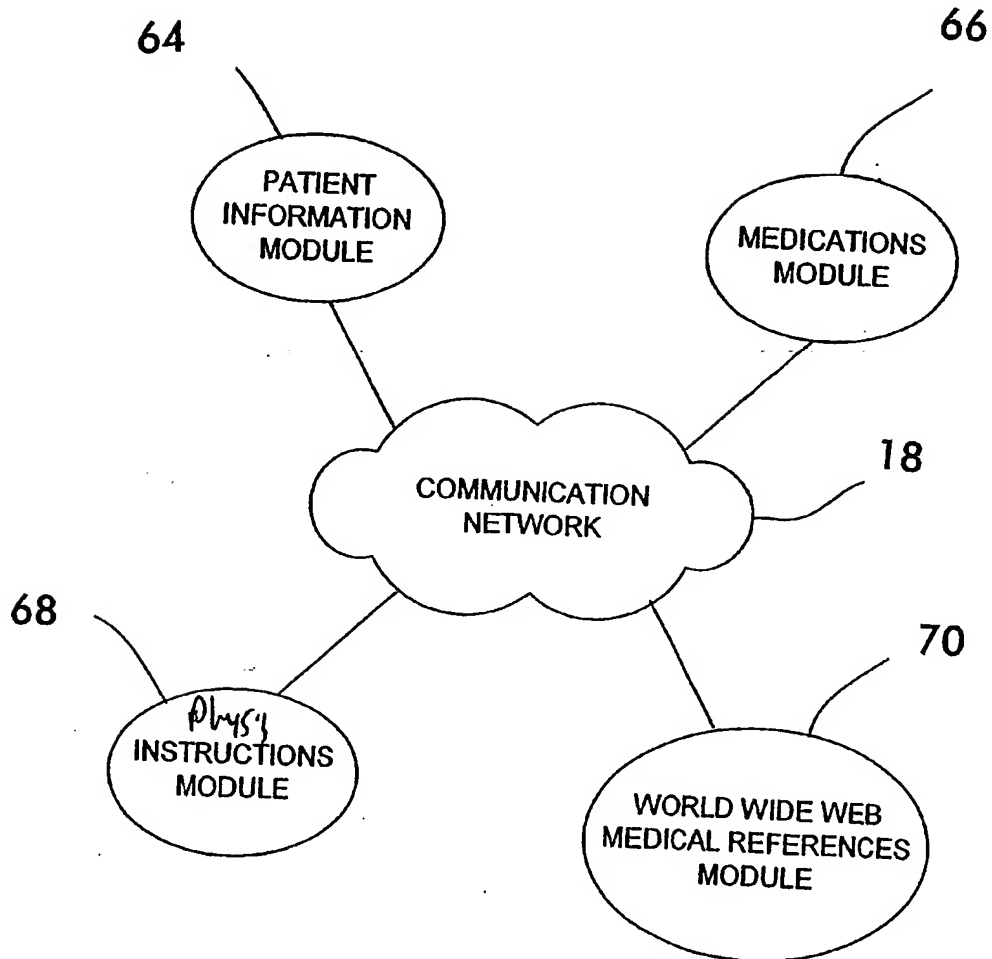 64
66
PATIENT
INFORMATION
MODULE
MEDICATIONS
MODULE
COMMUNICATION
NETWORK
18
68
70
INSTRUCTIONS
MODULE
WORLD WIDE WEB
MEDICAL REFERENCES
MODULE